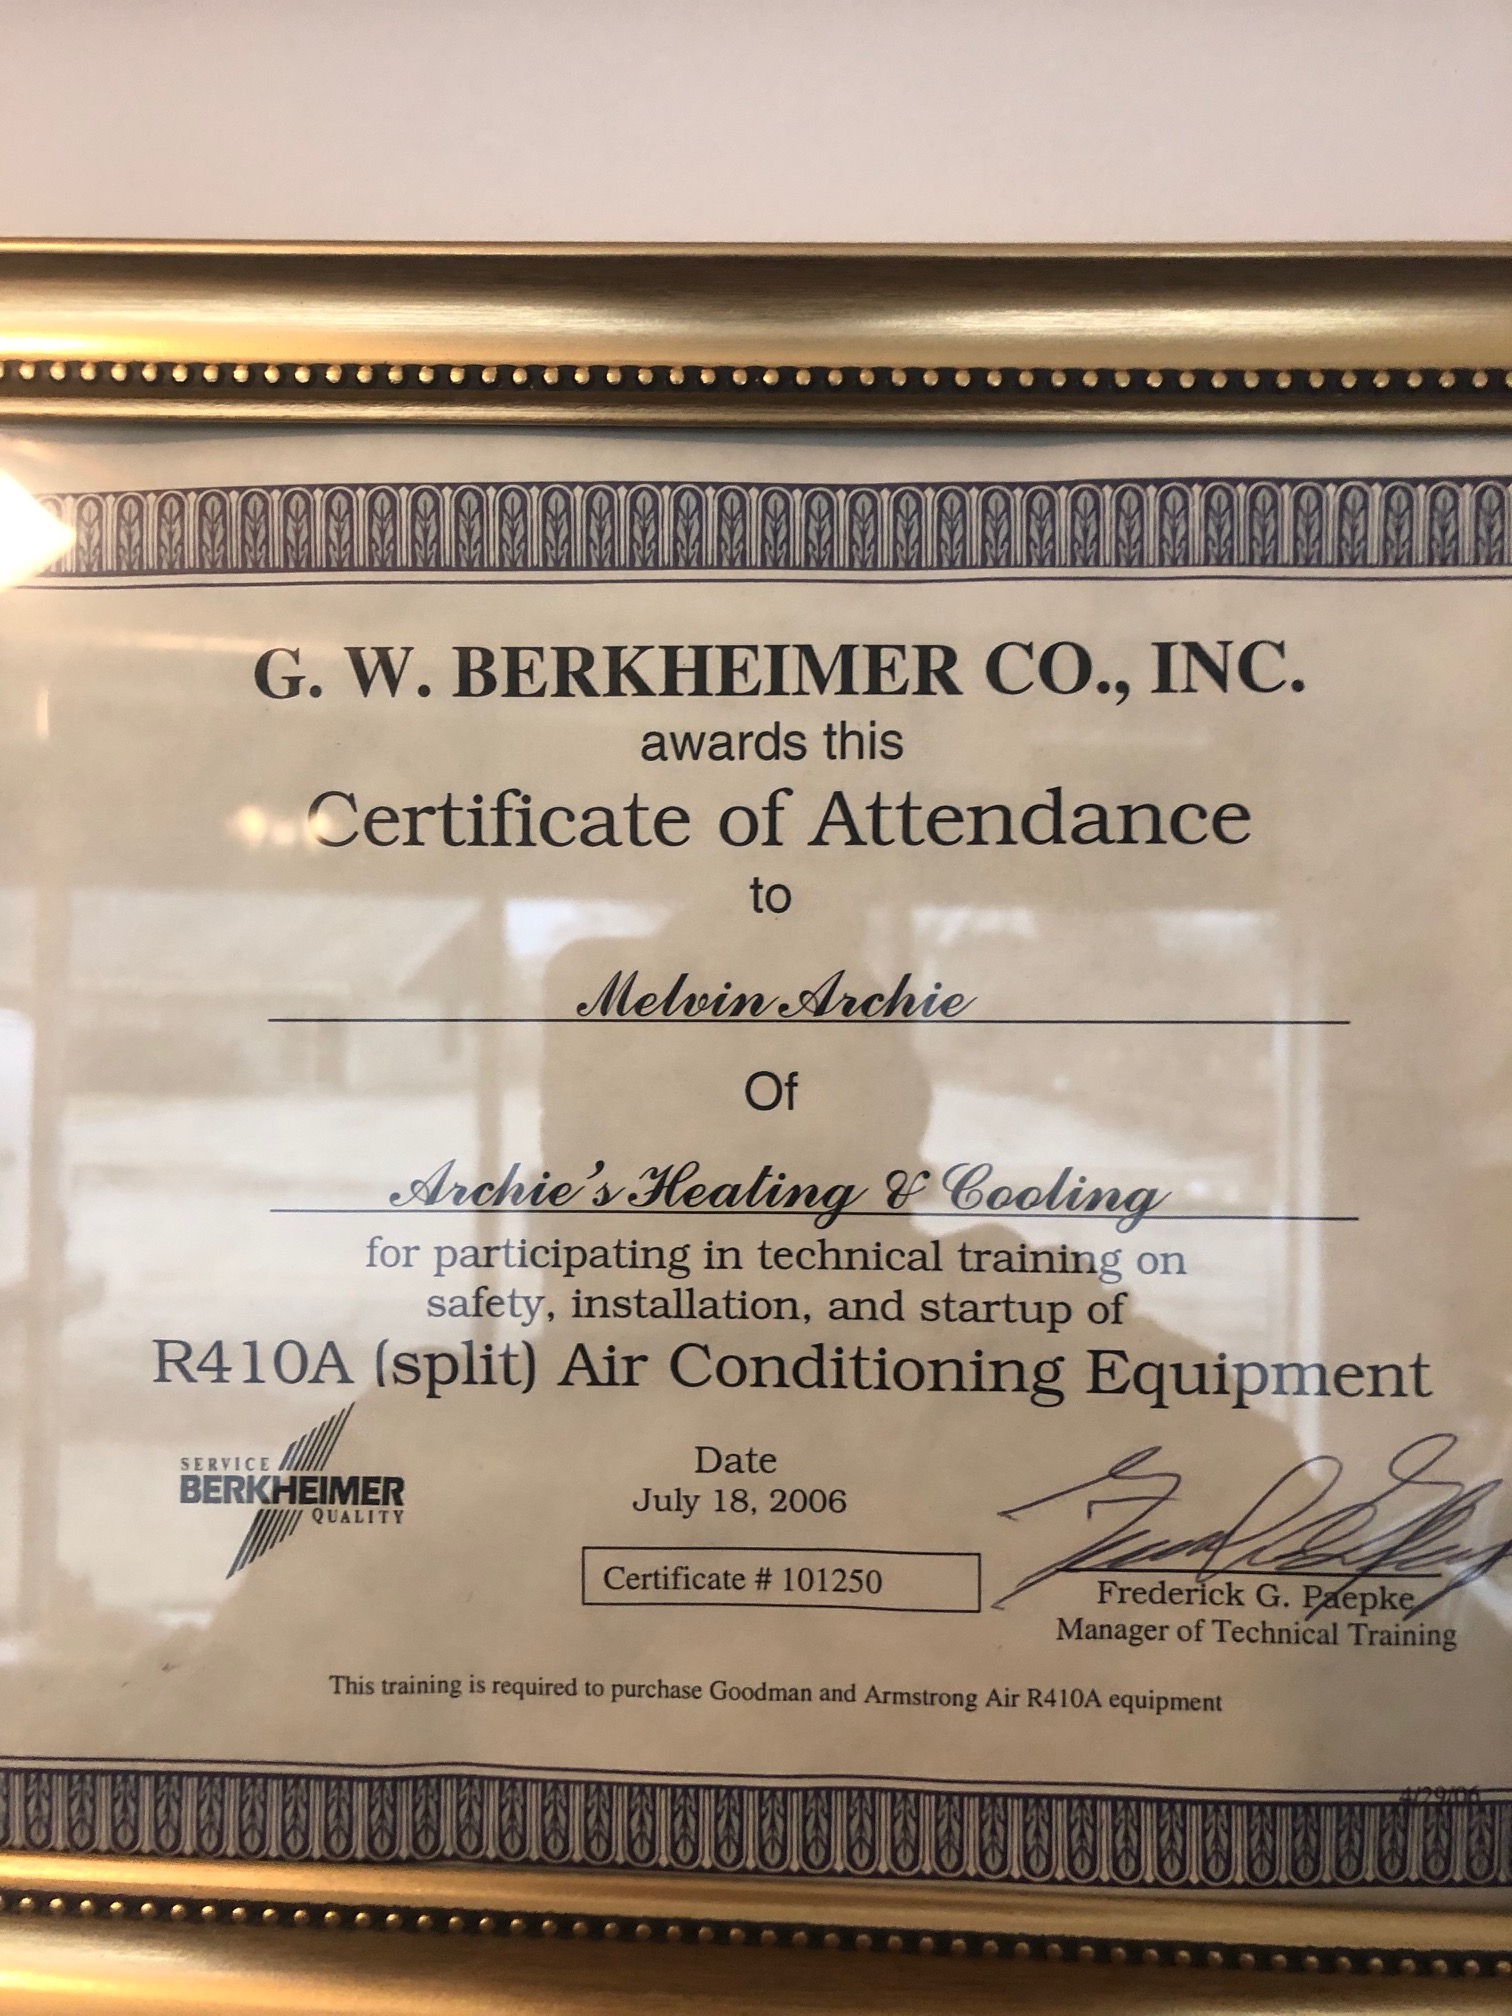 G. W. BERKHEIMER CO., INC.
awards this
Certificate of Attendance
to
Melvin Archie
Of
Archie's Heating & Cooling
for participating in technical training on
safety, installation, and startup of
R410A (split) Air Conditioning Equipment
SERVICE
BERKHEIMER
QUALITY
Date
July 18, 2006
Certificate # 101250
Frederick G. Paepke
Manager of Technical Training
This training is required to purchase Goodman and Armstrong Air R410A equipment
4/29/06